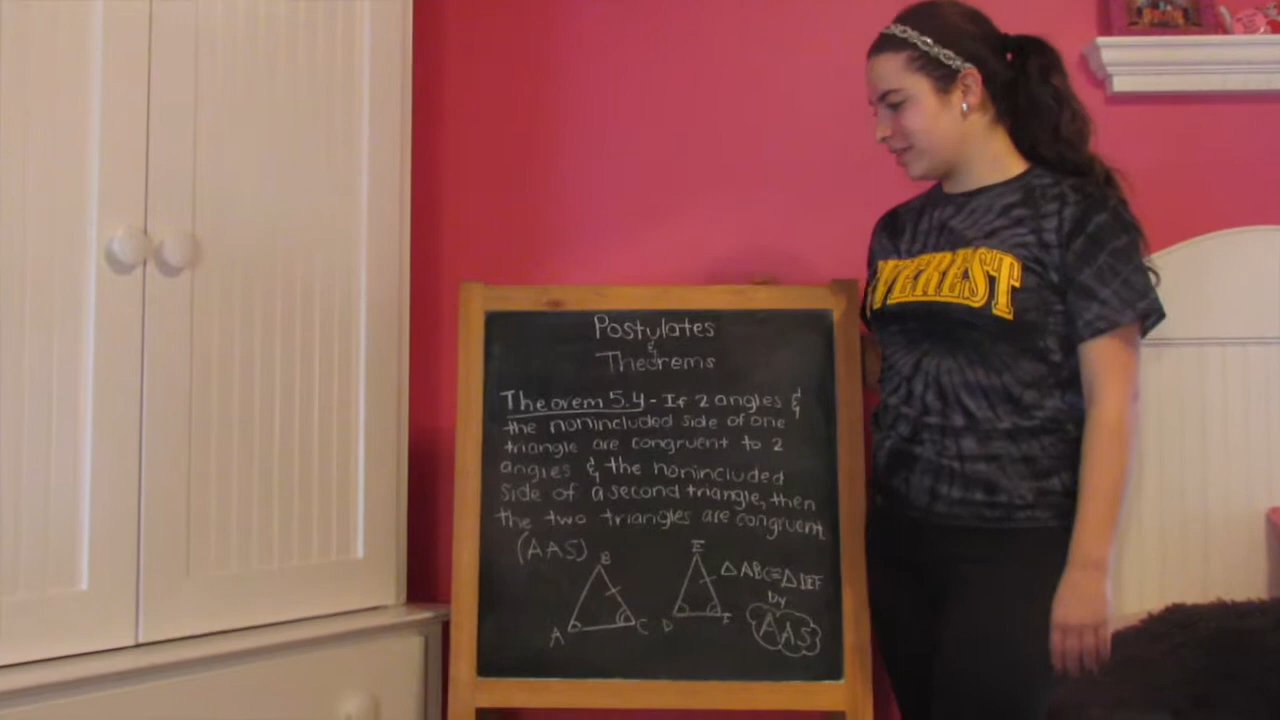 EVEREST
Postulates
&
Theorems
Theorem 5.4 - If 2 angles &
the nonincluded side of one
triangle are congruent to 2
angles & the nonincluded
side of a second triangle, then
the two triangles are congruent.
(AAS)
B
A
C
E
D
F
△ABC≅△DEF
by
AAS